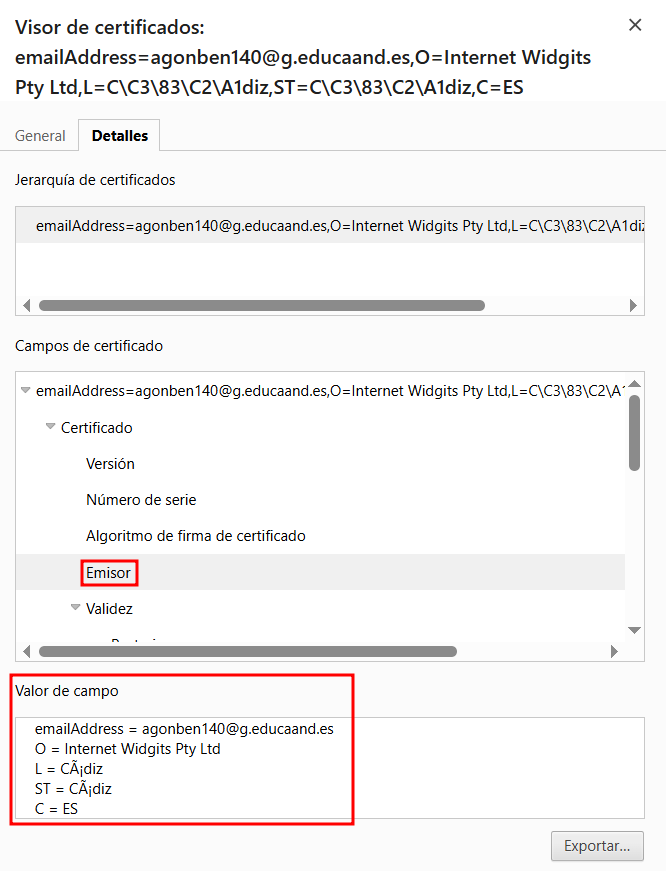 Visor de certificados:
emailAddress=agonben140@g.educaand.es,O=Internet Widgits
Pty Ltd,L=C\C3\83\C2\A1diz,ST=C\C3\83\C2\A1diz,C=ES
General
Detalles
Jerarquía de certificados
emailAddress=agonben140@g.educaand.es,O=Internet Widgits Pty Ltd,L=C\C3\83\C2\A1diz
Campos de certificado
emailAddress=agonben140@g.educaand.es,O=Internet Widgits Pty Ltd,L=C\C3\83\C2\A1
Certificado
Versión
Número de serie
Algoritmo de firma de certificado
Emisor
Validez
Valor de campo
emailAddress = agonben140@g.educaand.es
O = Internet Widgits Pty Ltd
L = CÃ¡diz
ST = CÃ¡diz
C = ES
Exportar...